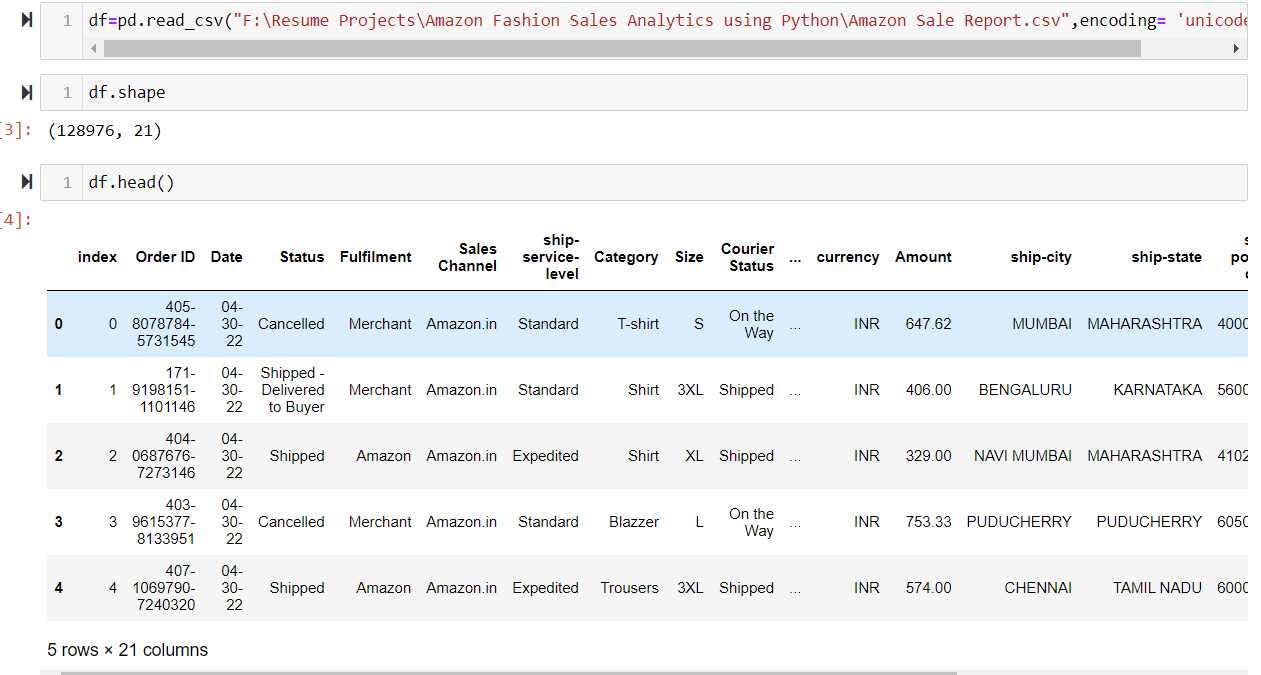 1 df=pd.read_csv("F:\Resume Projects\Amazon Fashion Sales Analytics using Python\Amazon Sale Report.csv",encoding= 'unicode
1 df.shape
[3]: (128976, 21)
1 df.head()
[4]:
index Order ID Date Status Fulfilment Sales Channel ship-service-level Category Size Courier Status ... currency Amount ship-city ship-state
0 0 405-8078784-5731545 04-30-22 Cancelled Merchant Amazon.in Standard T-shirt S On the Way ... INR 647.62 MUMBAI MAHARASHTRA 4000
1 1 171-9198151-1101146 04-30-22 Shipped - Delivered to Buyer Merchant Amazon.in Standard Shirt 3XL Shipped ... INR 406.00 BENGALURU KARNATAKA 5600
2 2 404-0687676-7273146 04-30-22 Shipped Amazon Amazon.in Expedited Shirt XL Shipped ... INR 329.00 NAVI MUMBAI MAHARASHTRA 4102
3 3 403-9615377-8133951 04-30-22 Cancelled Merchant Amazon.in Standard Blazzer L On the Way ... INR 753.33 PUDUCHERRY PUDUCHERRY 6050
4 4 407-1069790-7240320 04-30-22 Shipped Amazon Amazon.in Expedited Trousers 3XL Shipped ... INR 574.00 CHENNAI TAMIL NADU 6000
5 rows × 21 columns